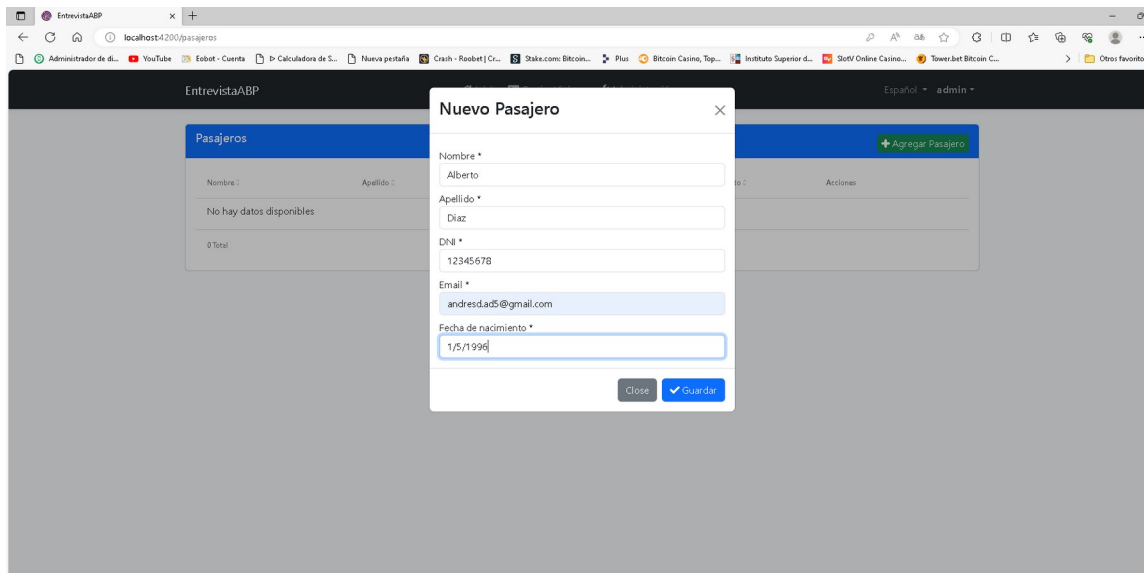 EntrevistaABP
localhost:4200/pasajeros
Administrador de di... YouTube Eobot - Cuenta ▷ Calculadora de S... Nueva pestaña Crash - Roobet | Cr... Stake.com: Bitcoin... Plus Bitcoin Casino, Top... Instituto Superior d... SlotV Online Casino... Tower.bet Bitcoin C... Otros favorito
EntrevistaABP Español admin
Nuevo Pasajero
Pasajeros Agregar Pasajero
Nombre *
Alberto
Nombre Apellido to Acciones
Apellido *
No hay datos disponibles
Diaz
DNI *
0 Total
12345678
Email *
andresd.ad5@gmail.com
Fecha de nacimiento *
1/5/1996
Close Guardar